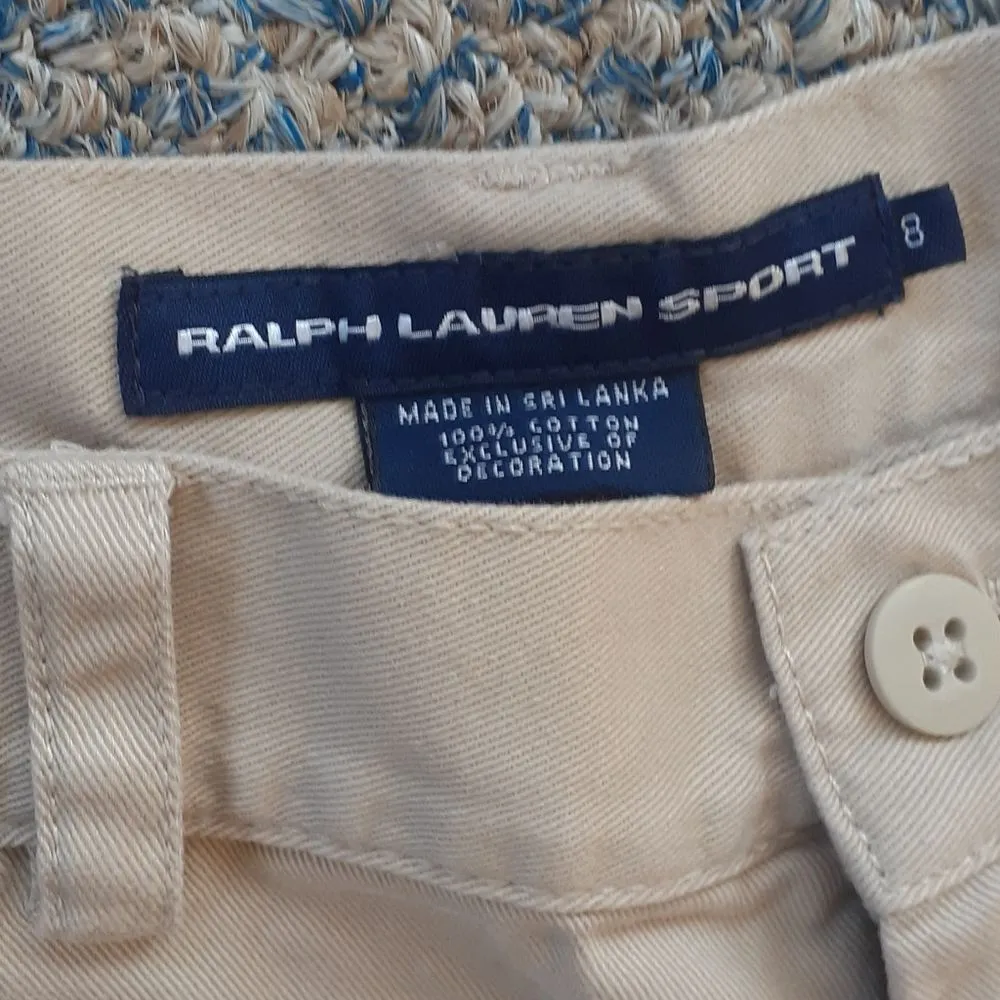 RALPH LAUREN SPORT
8
MADE IN SRI LANKA
100% COTTON
EXCLUSIVE OF
DECORATION